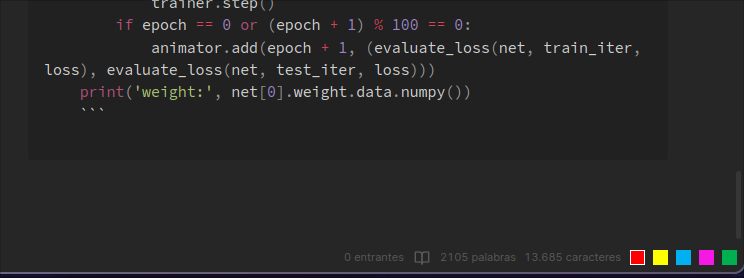 trainer.step()
        if epoch == 0 or (epoch + 1) % 100 == 0:
            animator.add(epoch + 1, (evaluate_loss(net, train_iter,
loss), evaluate_loss(net, test_iter, loss)))
    print('weight:', net[0].weight.data.numpy())
    ```
0 entrantes 2105 palabras 13.685 caracteres